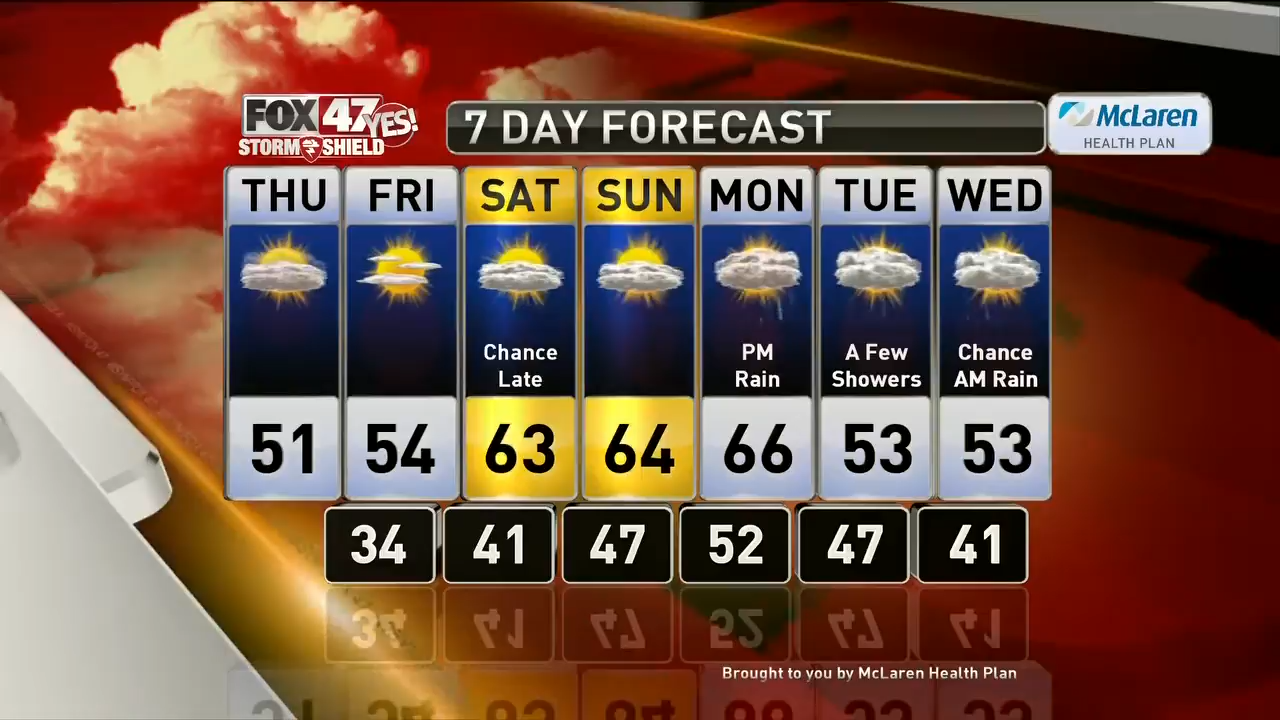 FOX 47 YES!
STORM SHIELD
7 DAY FORECAST
McLaren
HEALTH PLAN
THU FRI SAT SUN MON TUE WED
Chance
Late
PM
Rain
A Few
Showers
Chance
AM Rain
51 54 63 64 66 53 53
34 41 47 52 47 41
Brought to you by McLaren Health Plan